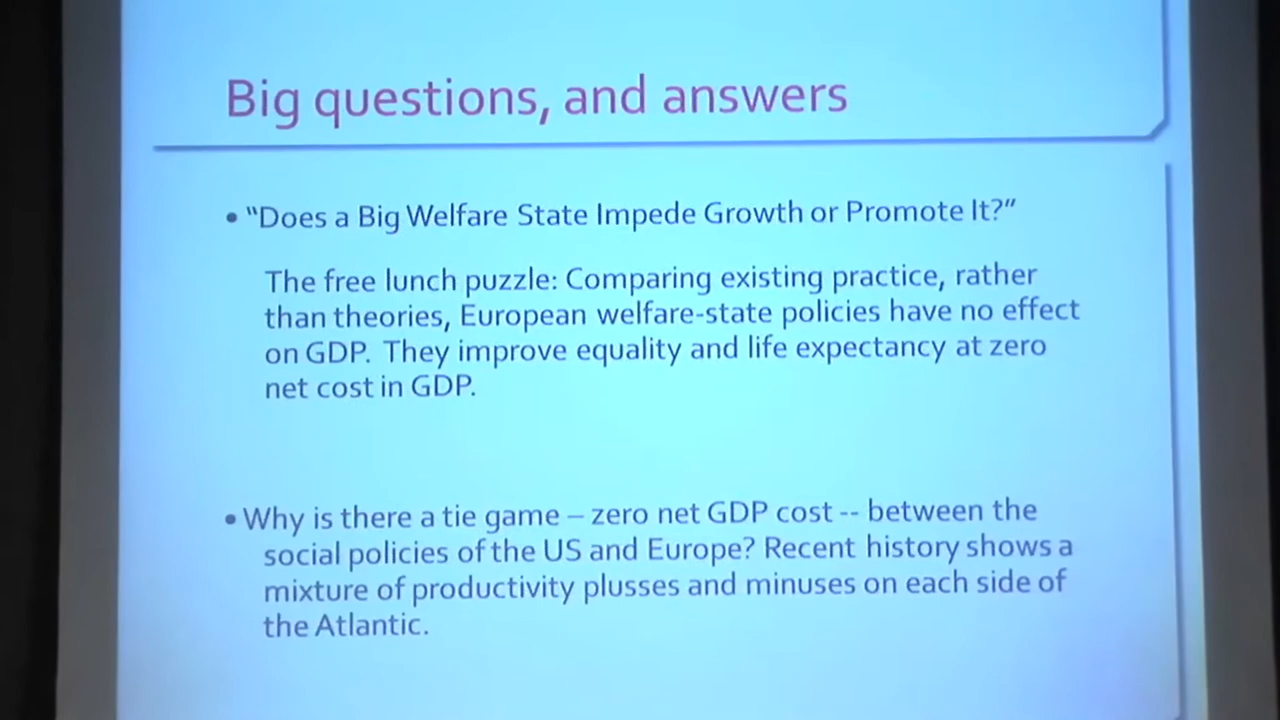 Big questions, and answers
• “Does a Big Welfare State Impede Growth or Promote It?”
The free lunch puzzle: Comparing existing practice, rather
than theories, European welfare-state policies have no effect
on GDP. They improve equality and life expectancy at zero
net cost in GDP.
• Why is there a tie game – zero net GDP cost -- between the
social policies of the US and Europe? Recent history shows a
mixture of productivity plusses and minuses on each side of
the Atlantic.